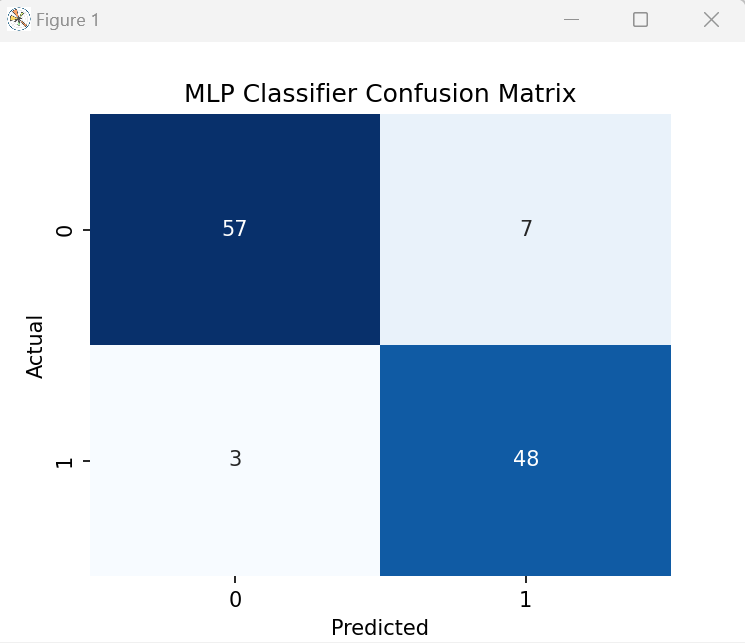 Figure 1
MLP Classifier Confusion Matrix
0
57
7
Actual
1
3
48
0
1
Predicted